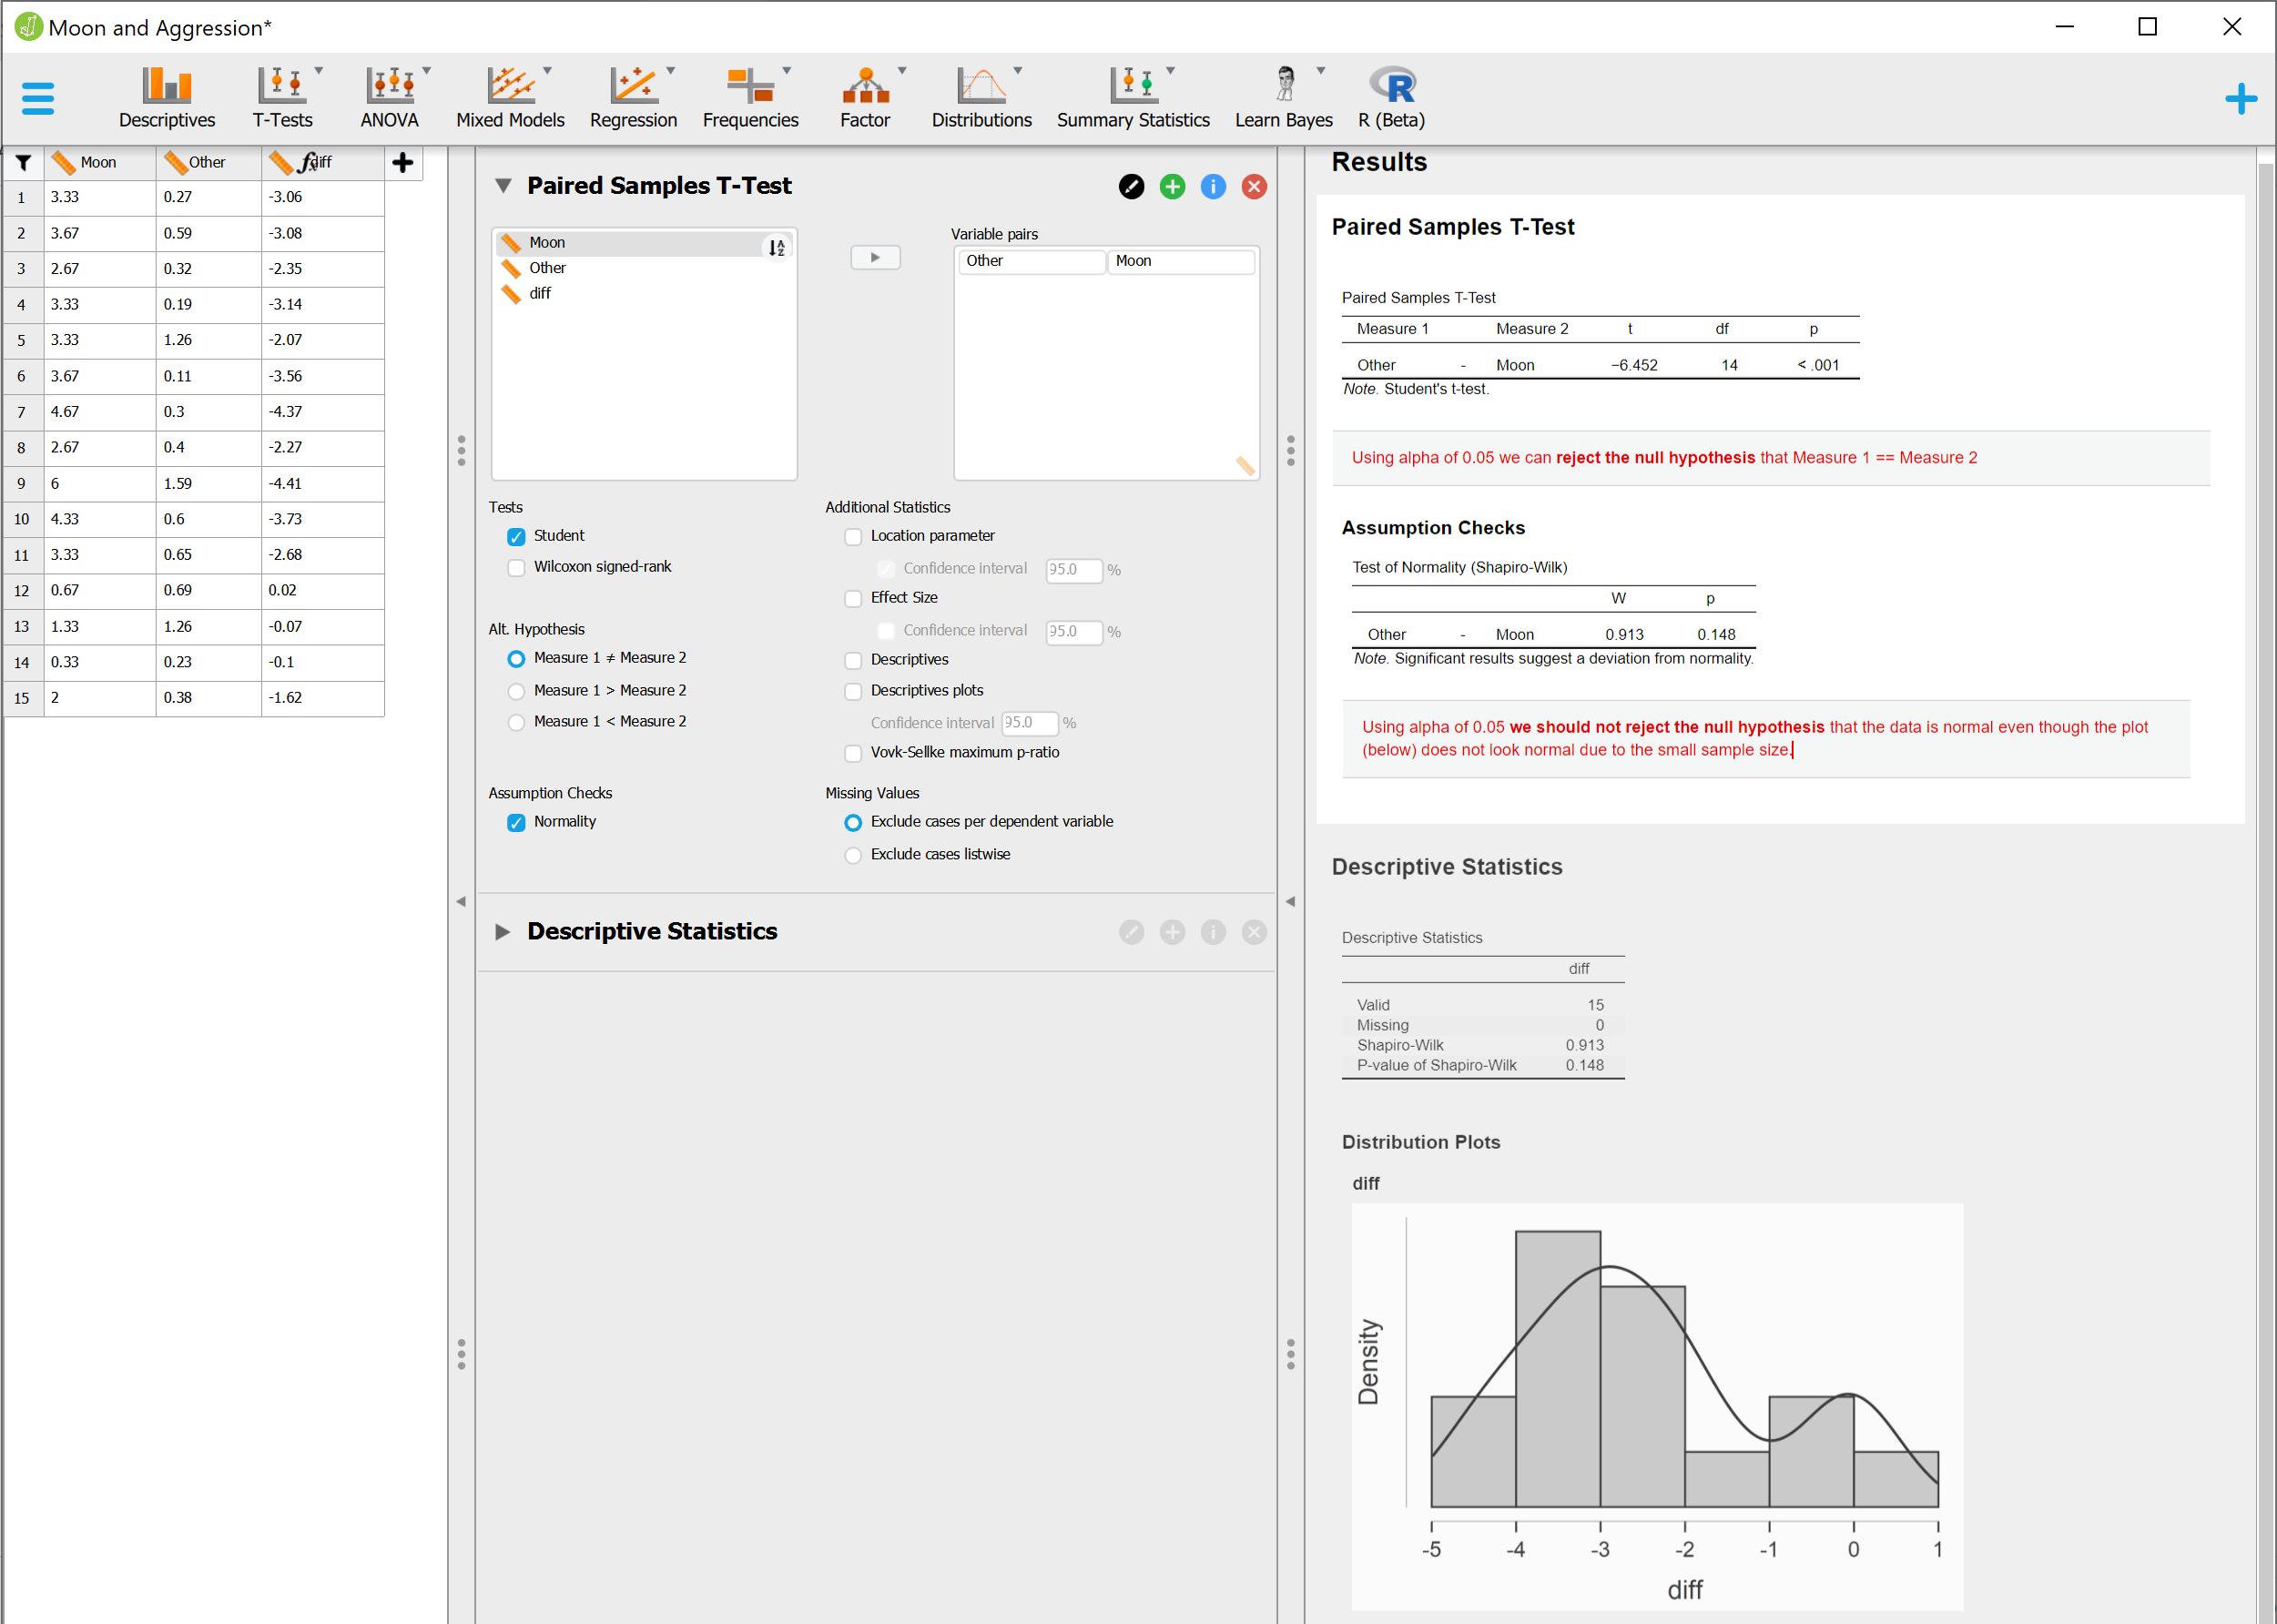 Moon and Aggression*
Descriptives T-Tests ANOVA Mixed Models Regression Frequencies Factor Distributions Summary Statistics Learn Bayes R (Beta)
Moon Other diff
1 3.33 0.27 -3.06
2 3.67 0.59 -3.08
3 2.67 0.32 -2.35
4 3.33 0.19 -3.14
5 3.33 1.26 -2.07
6 3.67 0.11 -3.56
7 4.67 0.3 -4.37
8 2.67 0.4 -2.27
9 6 1.59 -4.41
10 4.33 0.6 -3.73
11 3.33 0.65 -2.68
12 0.67 0.69 0.02
13 1.33 1.26 -0.07
14 0.33 0.23 -0.1
15 2 0.38 -1.62
Paired Samples T-Test
Moon
Other
diff
Variable pairs
Other Moon
Tests
Student
Wilcoxon signed-rank
Alt. Hypothesis
Measure 1 ≠ Measure 2
Measure 1 > Measure 2
Measure 1 < Measure 2
Assumption Checks
Normality
Additional Statistics
Location parameter
Confidence interval 95.0 %
Effect Size
Confidence interval 95.0 %
Descriptives
Descriptives plots
Confidence interval 95.0 %
Vovk-Sellke maximum p-ratio
Missing Values
Exclude cases per dependent variable
Exclude cases listwise
Descriptive Statistics
Results
Paired Samples T-Test
Paired Samples T-Test
Measure 1 Measure 2 t df p
Other - Moon −6.452 14 < .001
Note. Student's t-test.
Using alpha of 0.05 we can reject the null hypothesis that Measure 1 == Measure 2
Assumption Checks
Test of Normality (Shapiro-Wilk)
W p
Other - Moon 0.913 0.148
Note. Significant results suggest a deviation from normality.
Using alpha of 0.05 we should not reject the null hypothesis that the data is normal even though the plot
(below) does not look normal due to the small sample size.
Descriptive Statistics
Descriptive Statistics
diff
Valid 15
Missing 0
Shapiro-Wilk 0.913
P-value of Shapiro-Wilk 0.148
Distribution Plots
diff
Density
-5 -4 -3 -2 -1 0 1
diff